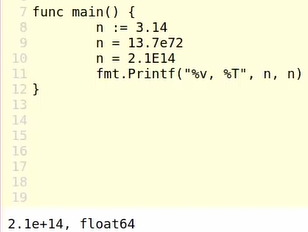 7 func main() {
8 n := 3.14
9 n = 13.7e72
10 n = 2.1E14
11 fmt.Printf("%v, %T", n, n)
12 }
13
14
15
16
17
18
19
2.1e+14, float64